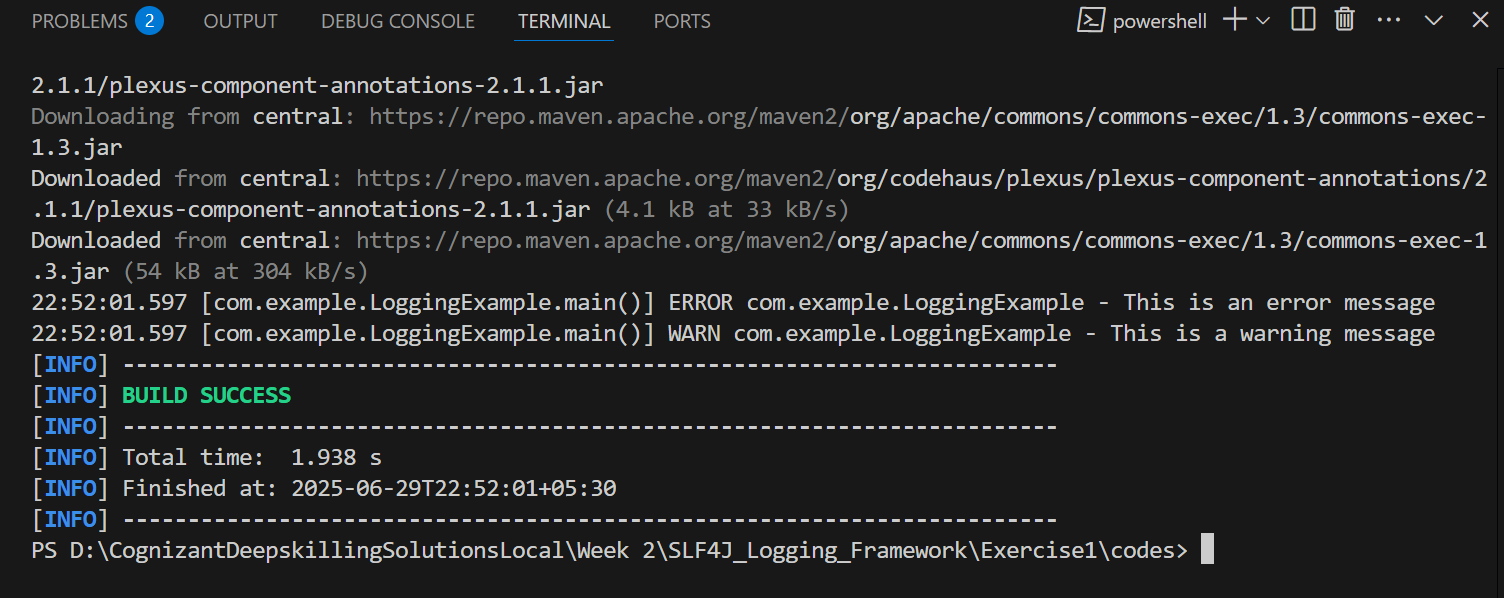 PROBLEMS 2 OUTPUT DEBUG CONSOLE TERMINAL PORTS powershell
2.1.1/plexus-component-annotations-2.1.1.jar
Downloading from central: https://repo.maven.apache.org/maven2/org/apache/commons/commons-exec/1.3/commons-exec-
1.3.jar
Downloaded from central: https://repo.maven.apache.org/maven2/org/codehaus/plexus/plexus-component-annotations/2
.1.1/plexus-component-annotations-2.1.1.jar (4.1 kB at 33 kB/s)
Downloaded from central: https://repo.maven.apache.org/maven2/org/apache/commons/commons-exec/1.3/commons-exec-1
.3.jar (54 kB at 304 kB/s)
22:52:01.597 [com.example.LoggingExample.main()] ERROR com.example.LoggingExample - This is an error message
22:52:01.597 [com.example.LoggingExample.main()] WARN com.example.LoggingExample - This is a warning message
[INFO] ------------------------------------------------------------------------
[INFO] BUILD SUCCESS
[INFO] ------------------------------------------------------------------------
[INFO] Total time:  1.938 s
[INFO] Finished at: 2025-06-29T22:52:01+05:30
[INFO] ------------------------------------------------------------------------
PS D:\CognizantDeepskillingSolutionsLocal\Week 2\SLF4J_Logging_Framework\Exercise1\codes>